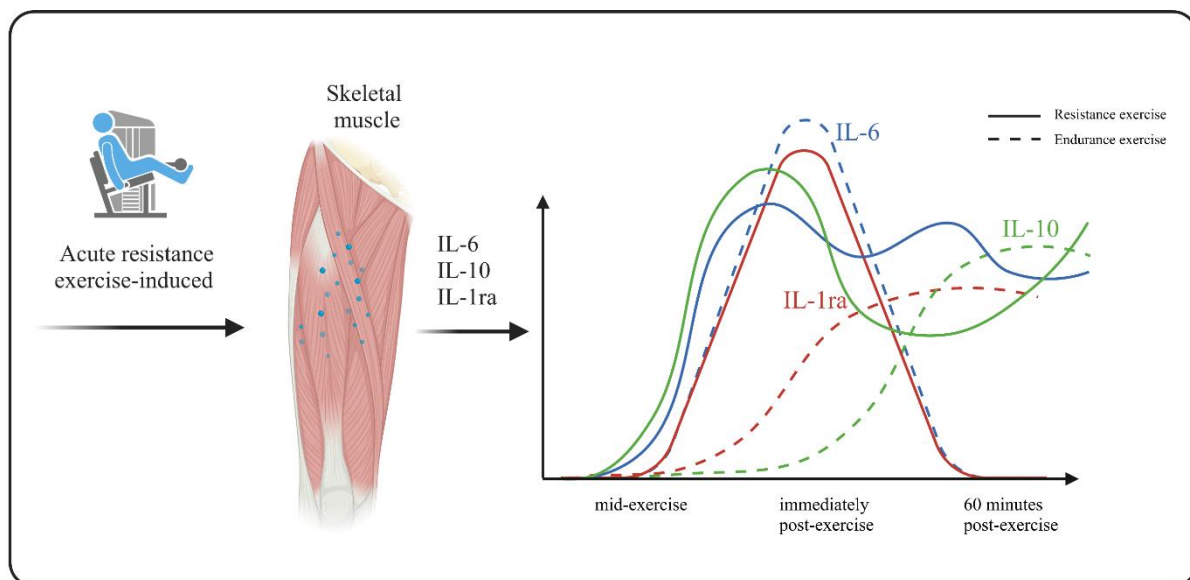 Acute resistance
exercise-induced
Skeletal
muscle
IL-6
IL-10
IL-1ra
IL-6
IL-10
IL-1ra
Resistance exercise
Endurance exercise
mid-exercise
immediately
post-exercise
60 minutes
post-exercise